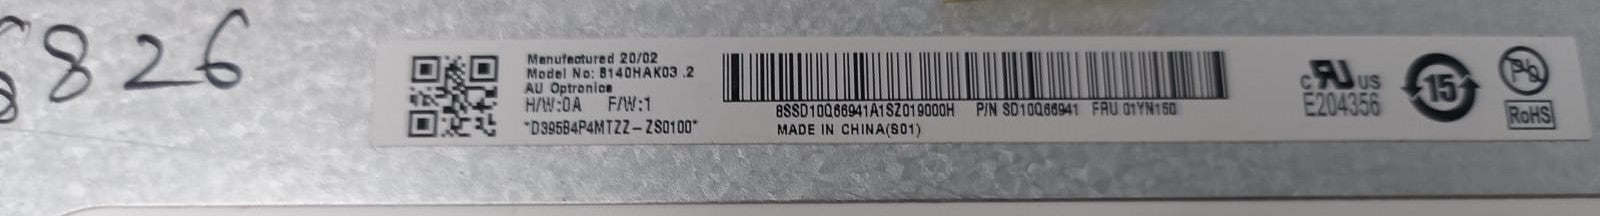 826
Manufactured 20/02
Model No: B140HAK03 .2
AU Optronics
H/W:0A F/W:1
*D395B4P4MTZZ-ZS0100*
8SSD10Q66941A1SZ019000H P/N SD10Q66941 FRU 01YN150
MADE IN CHINA(S01)
c RU US
E204356
15
Pb
RoHS